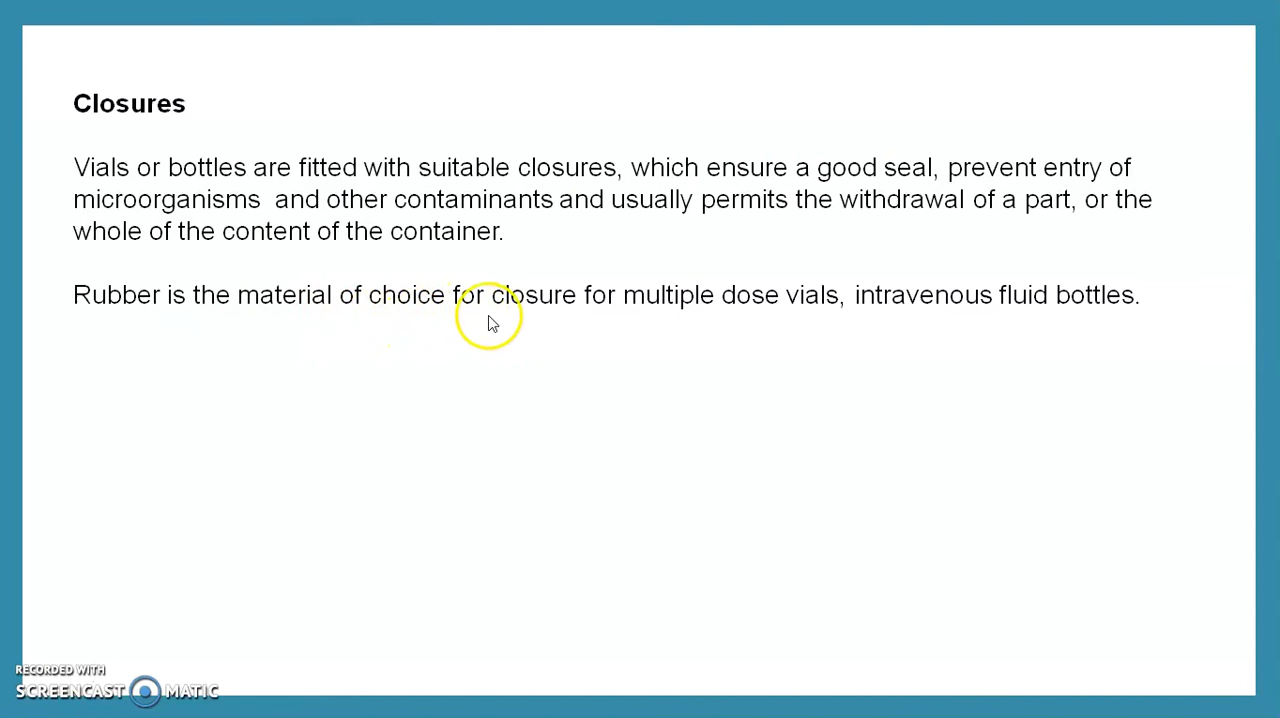 Closures
Vials or bottles are fitted with suitable closures, which ensure a good seal, prevent entry of
microorganisms  and other contaminants and usually permits the withdrawal of a part, or the
whole of the content of the container.
Rubber is the material of choice for closure for multiple dose vials, intravenous fluid bottles.
RECORDED WITH
SCREENCAST MATIC